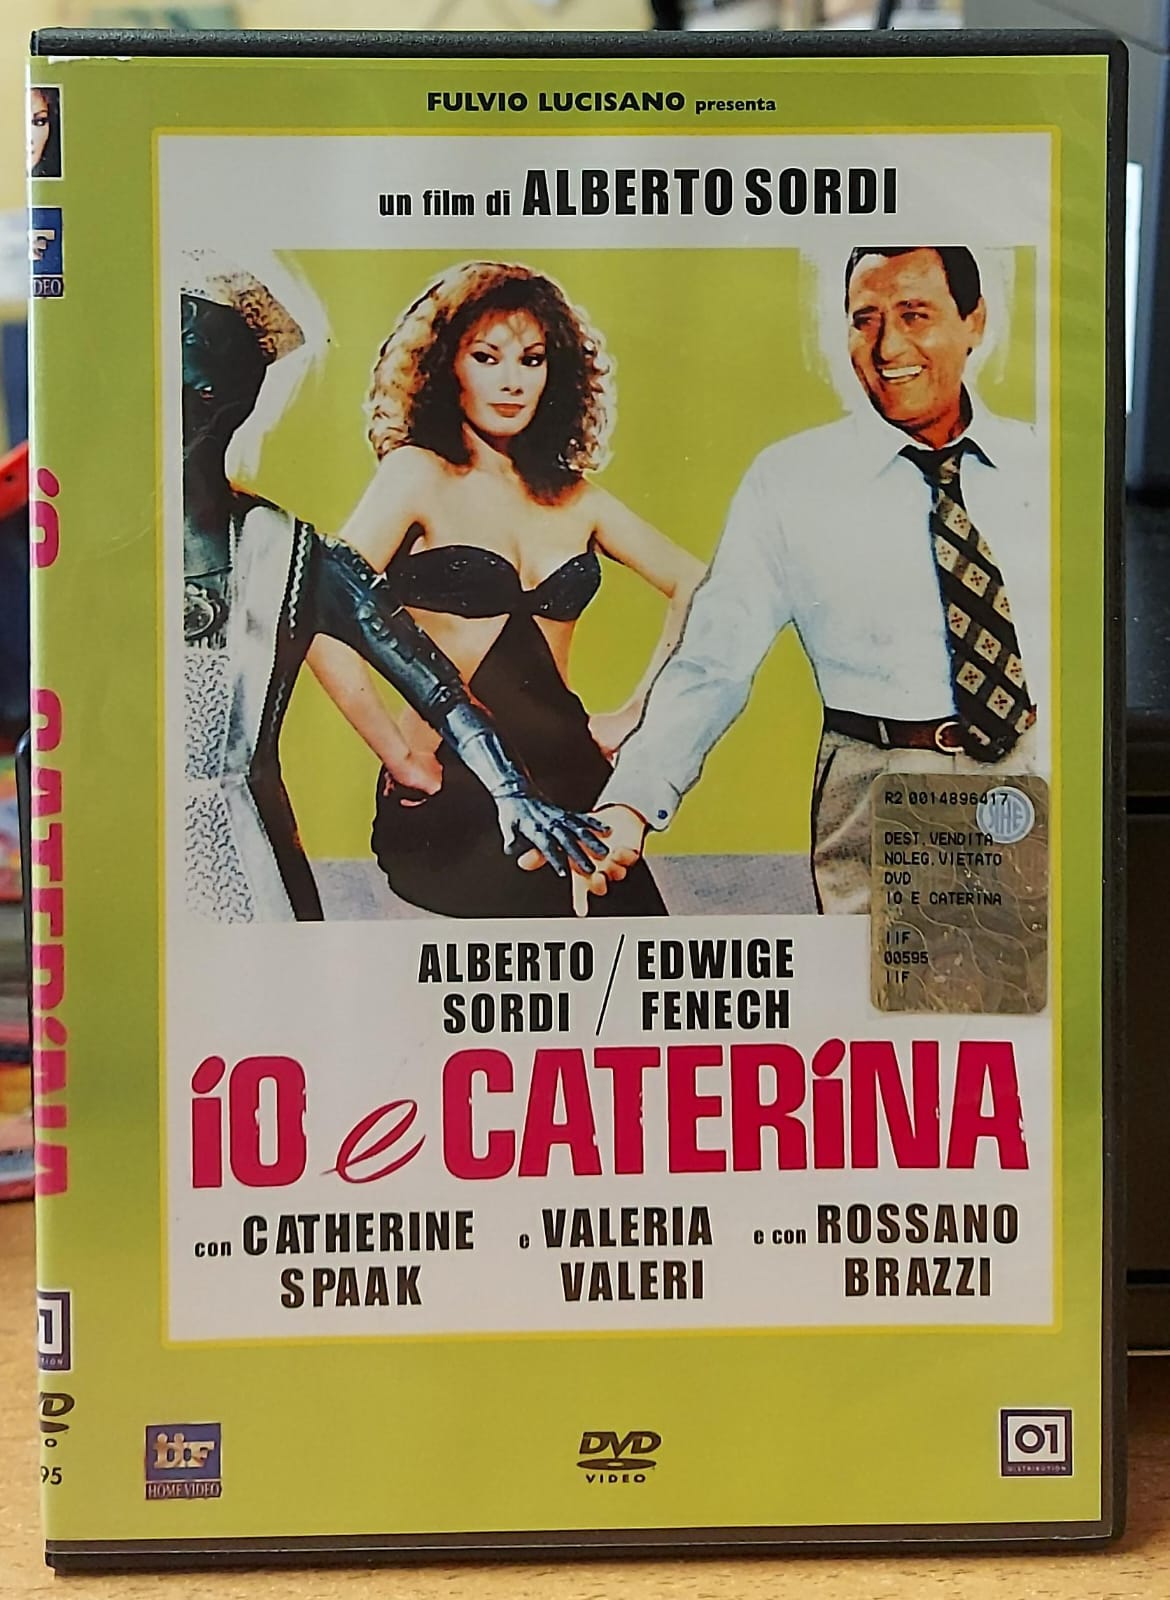 FULVIO LUCISANO presenta
un film di ALBERTO SORDI
R2 0014896417
DEST. VENDITA
NOLEG. VIETATO
DVD
IO E CATERINA
IIF
00595
IIF
ALBERTO SORDI / EDWIGE FENECH
io e CATERiNA
con CATHERINE SPAAK
e VALERIA VALERI
e con ROSSANO BRAZZI
iiF
HOME VIDEO
DVD
VIDEO
01
DISTRIBUTION